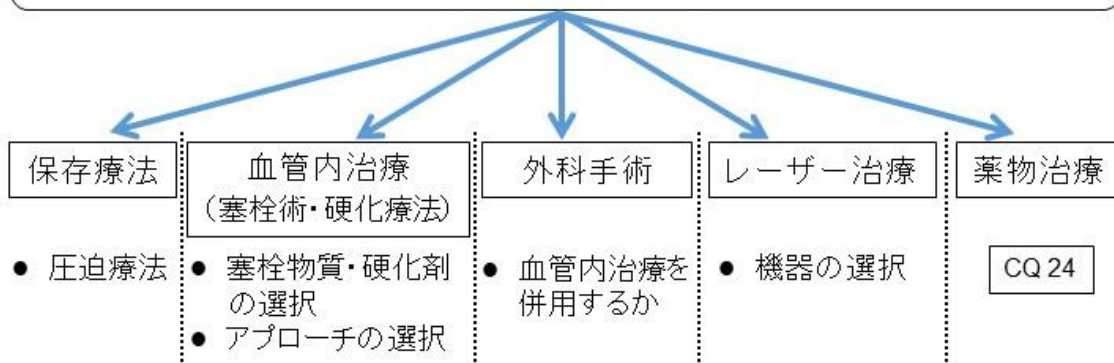 保存療法
血管内治療
(塞栓術・硬化療法)
外科手術
レーザー治療
薬物治療
● 圧迫療法
● 塞栓物質・硬化剤
の選択
● アプローチの選択
● 血管内治療を
併用するか
● 機器の選択
CQ 24